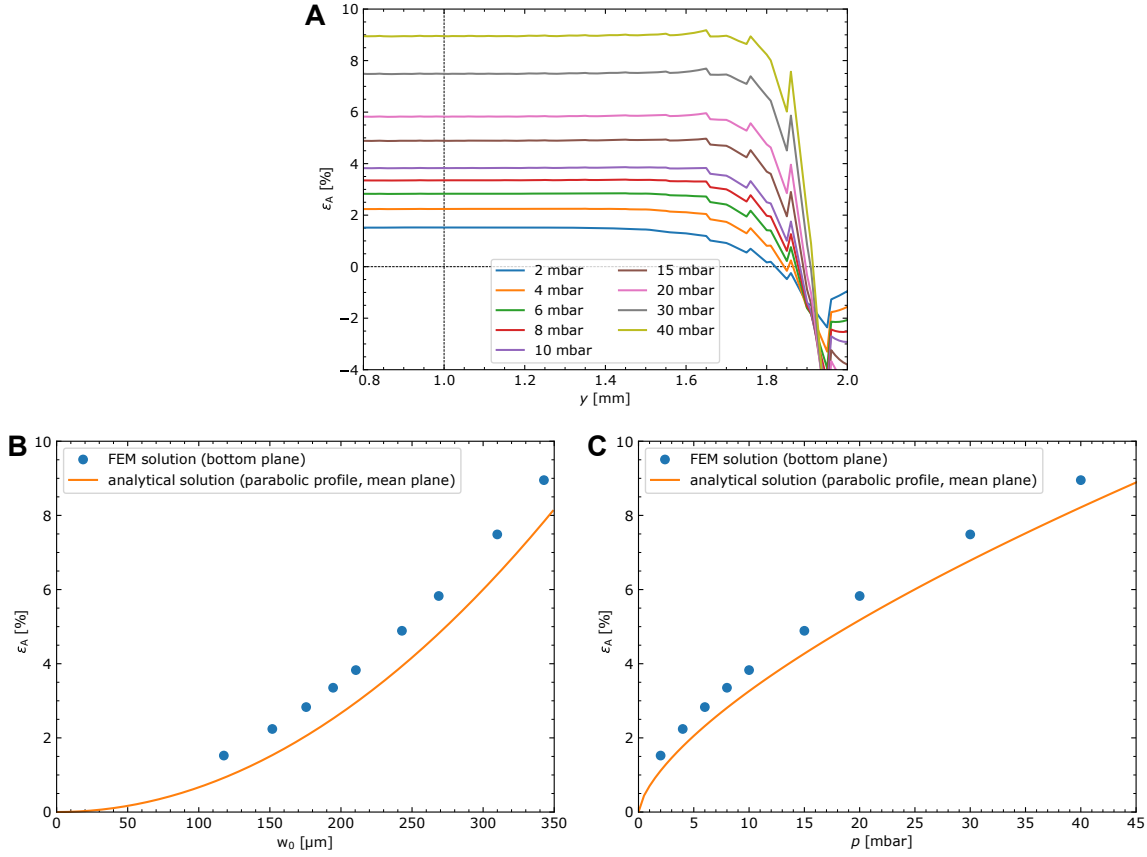 A
10
8
6
4
2
0
−2
−4
ε_A [%]
0.8 1.0 1.2 1.4 1.6 1.8 2.0
y [mm]
2 mbar
4 mbar
6 mbar
8 mbar
10 mbar
15 mbar
20 mbar
30 mbar
40 mbar
B
10
8
6
4
2
0
ε_A [%]
FEM solution (bottom plane)
analytical solution (parabolic profile, mean plane)
0 50 100 150 200 250 300 350
w_0 [μm]
C
10
8
6
4
2
0
ε_A [%]
FEM solution (bottom plane)
analytical solution (parabolic profile, mean plane)
0 5 10 15 20 25 30 35 40 45
p [mbar]